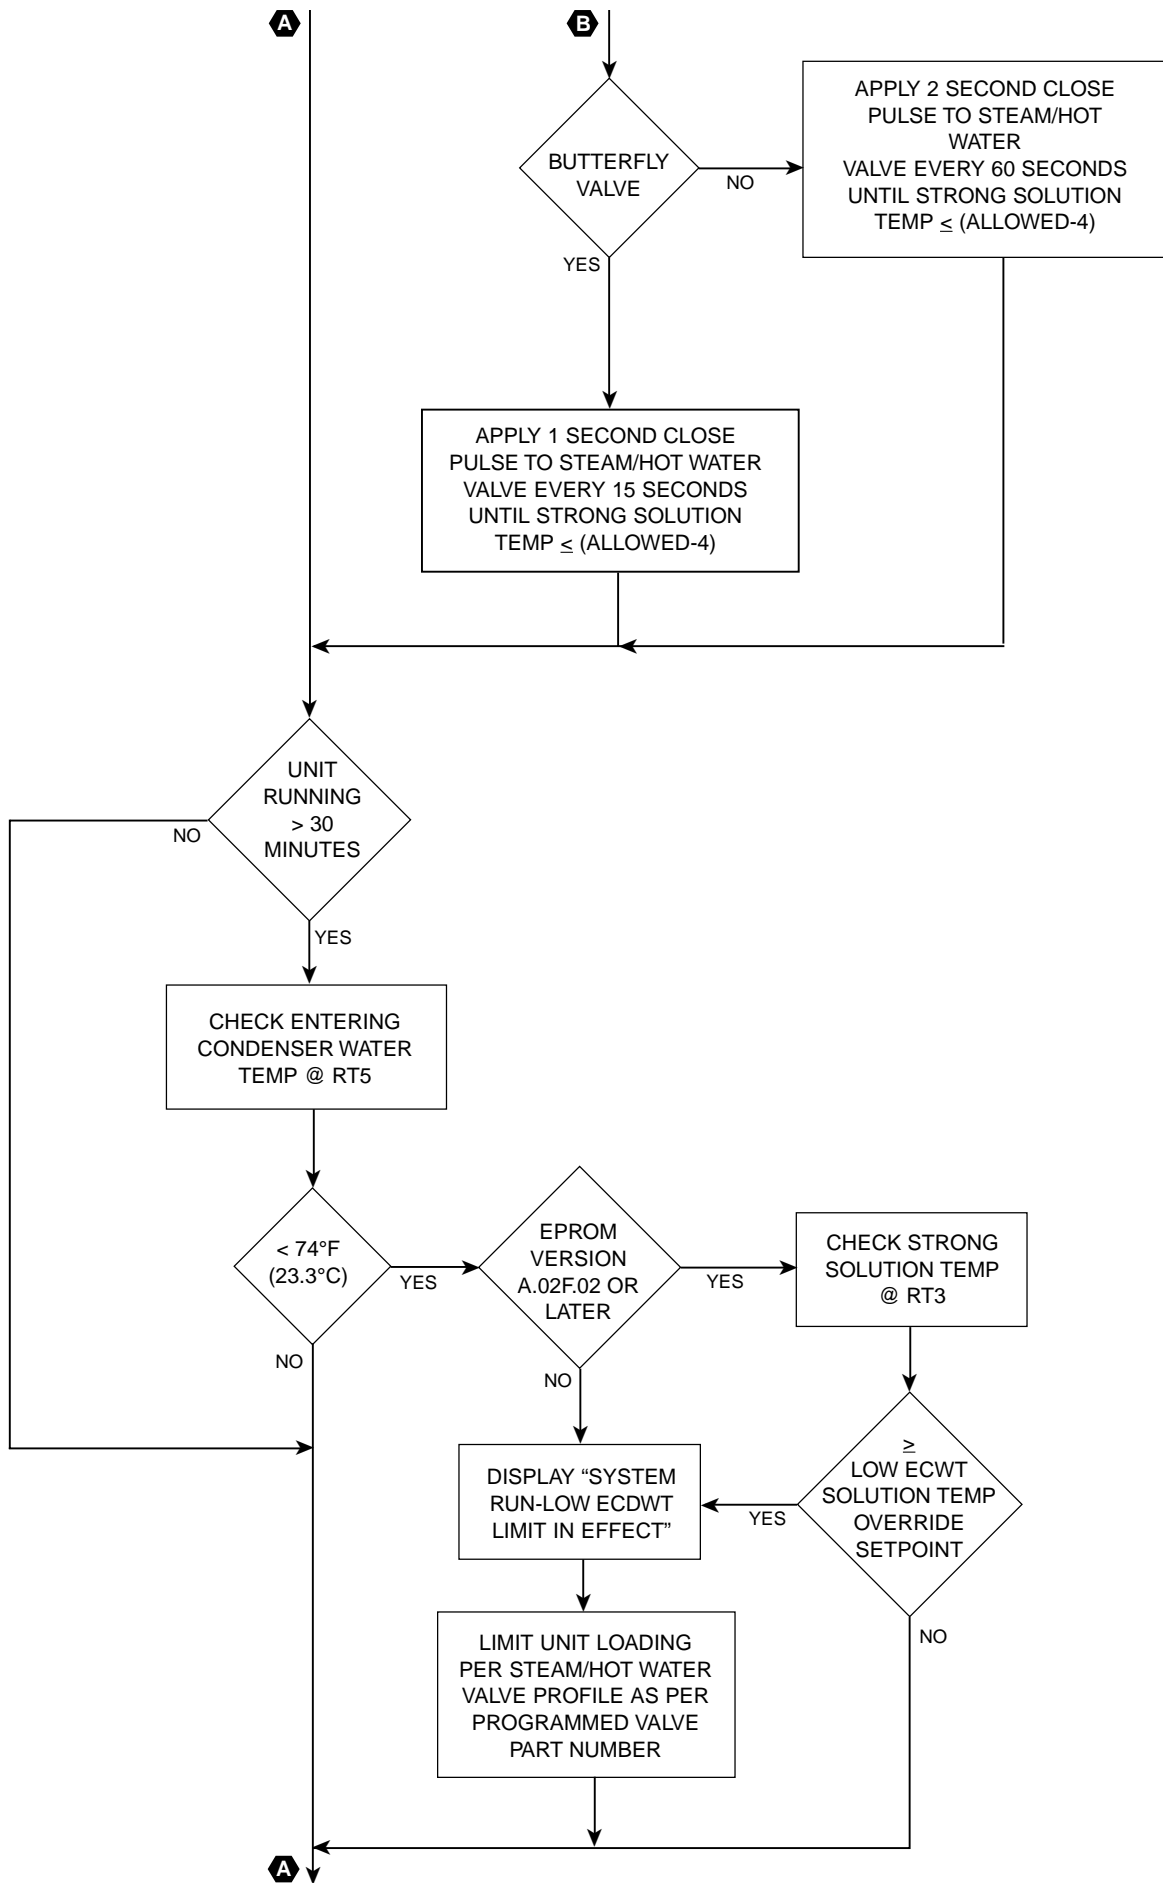 A
B
BUTTERFLY
VALVE
NO
YES
APPLY 2 SECOND CLOSE
PULSE TO STEAM/HOT
WATER
VALVE EVERY 60 SECONDS
UNTIL STRONG SOLUTION
TEMP ≤ (ALLOWED-4)
APPLY 1 SECOND CLOSE
PULSE TO STEAM/HOT WATER
VALVE EVERY 15 SECONDS
UNTIL STRONG SOLUTION
TEMP ≤ (ALLOWED-4)
UNIT
RUNNING
> 30
MINUTES
NO
YES
CHECK ENTERING
CONDENSER WATER
TEMP @ RT5
< 74°F
(23.3°C)
YES
NO
EPROM
VERSION
A.02F.02 OR
LATER
YES
NO
CHECK STRONG
SOLUTION TEMP
@ RT3
≥
LOW ECWT
SOLUTION TEMP
OVERRIDE
SETPOINT
YES
NO
DISPLAY “SYSTEM
RUN-LOW ECDWT
LIMIT IN EFFECT”
LIMIT UNIT LOADING
PER STEAM/HOT WATER
VALVE PROFILE AS PER
PROGRAMMED VALVE
PART NUMBER
A